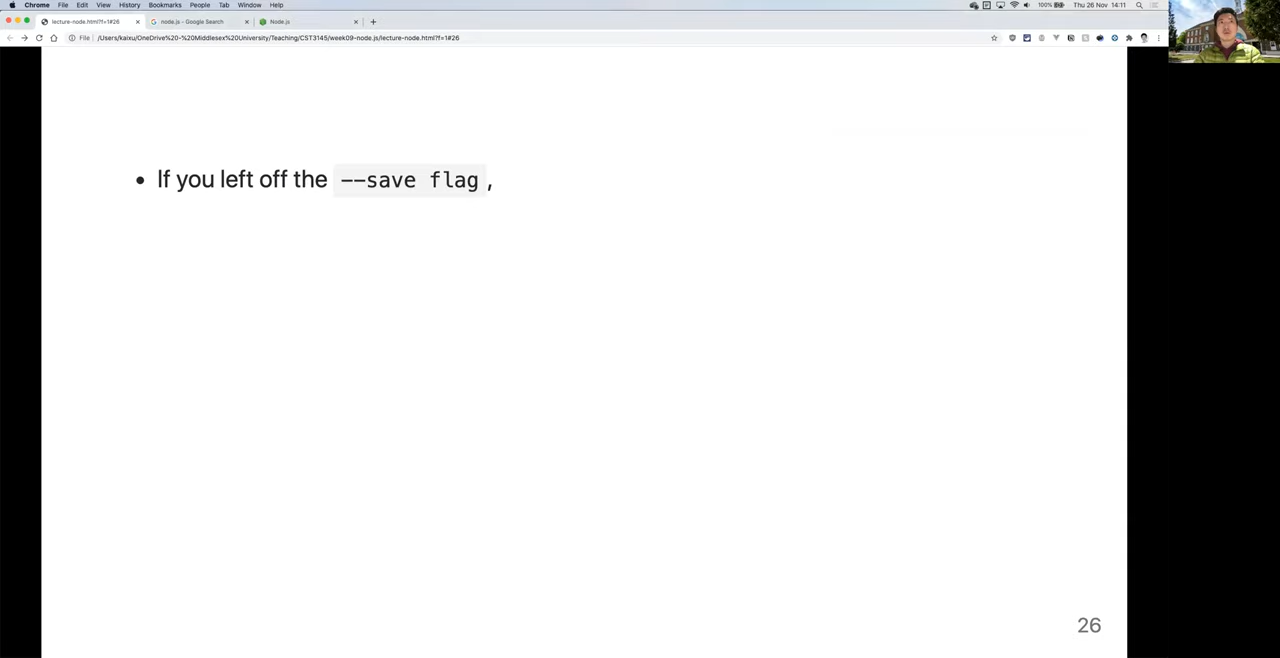 Chrome File Edit View History Bookmarks People Tab Window Help 100% Thu 26 Nov 14:11
lecture-node.html?f=1#26 node.js - Google Search Node.js
File /Users/kaixu/OneDrive%20-%20Middlesex%20University/Teaching/CST3145/week09-node.js/lecture-node.html?f=1#26
• If you left off the --save flag,
26